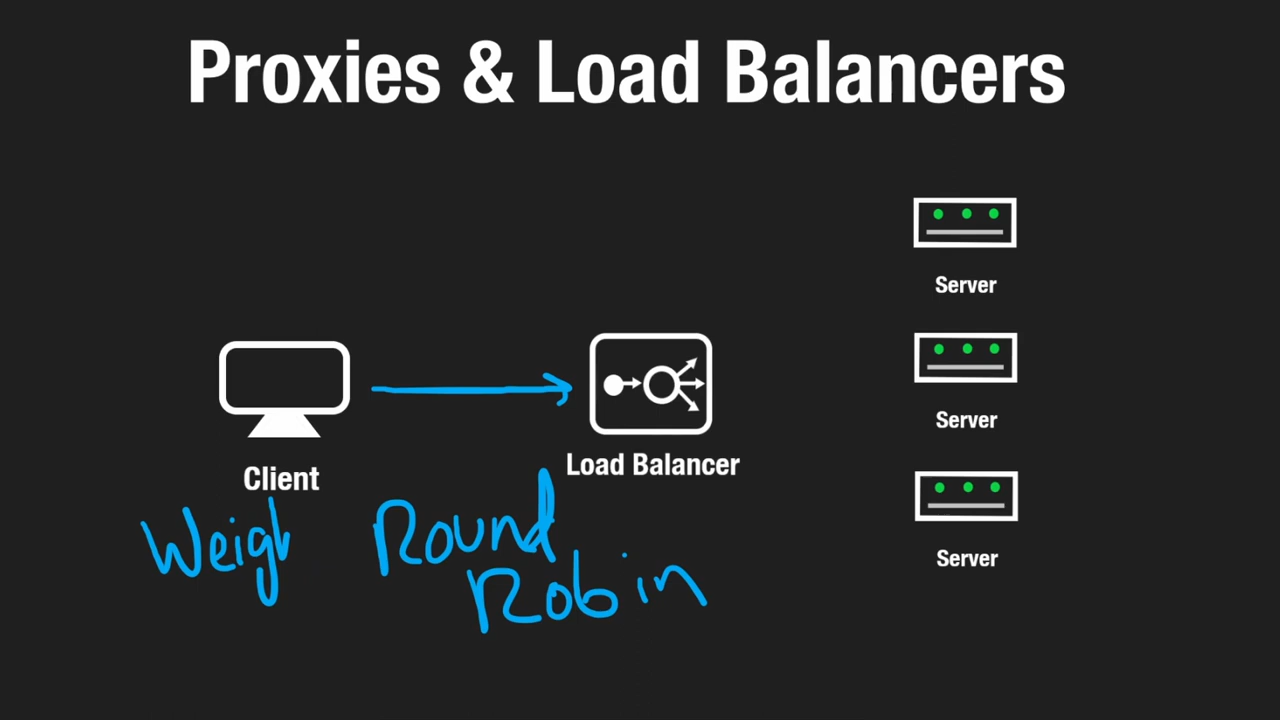 Proxies & Load Balancers
Server
Server
Client
Load Balancer
Weigh
Round
Robin
Server